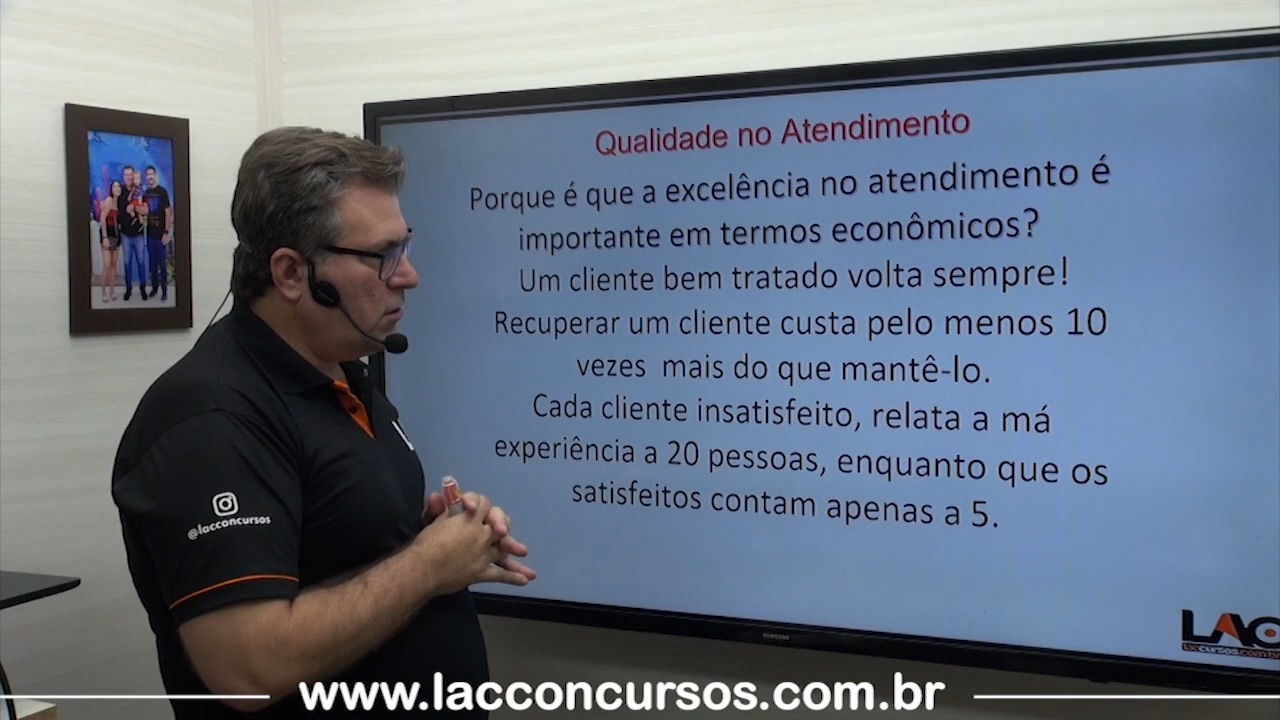 Qualidade no Atendimento
Porque é que a excelência no atendimento é
importante em termos econômicos?
Um cliente bem tratado volta sempre!
Recuperar um cliente custa pelo menos 10
vezes mais do que mantê-lo.
Cada cliente insatisfeito, relata a má
experiência a 20 pessoas, enquanto que os
satisfeitos contam apenas a 5.
@lacconcursos
SAMSUNG
LAC
www.lacconcursos.com.br